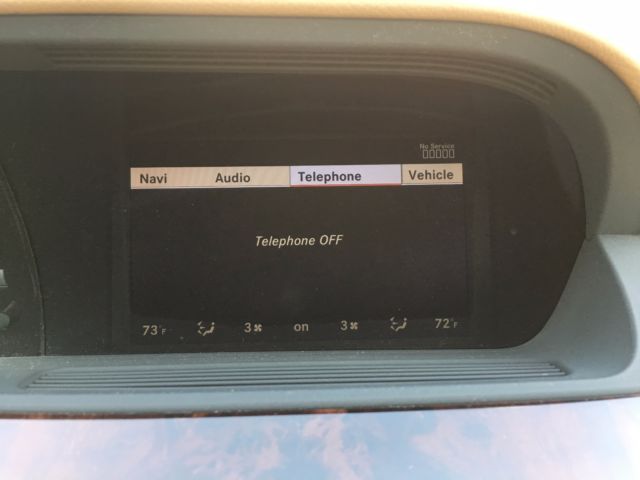 No Service
Navi Audio Telephone Vehicle
Telephone OFF
73°F 3 on 3 72°F